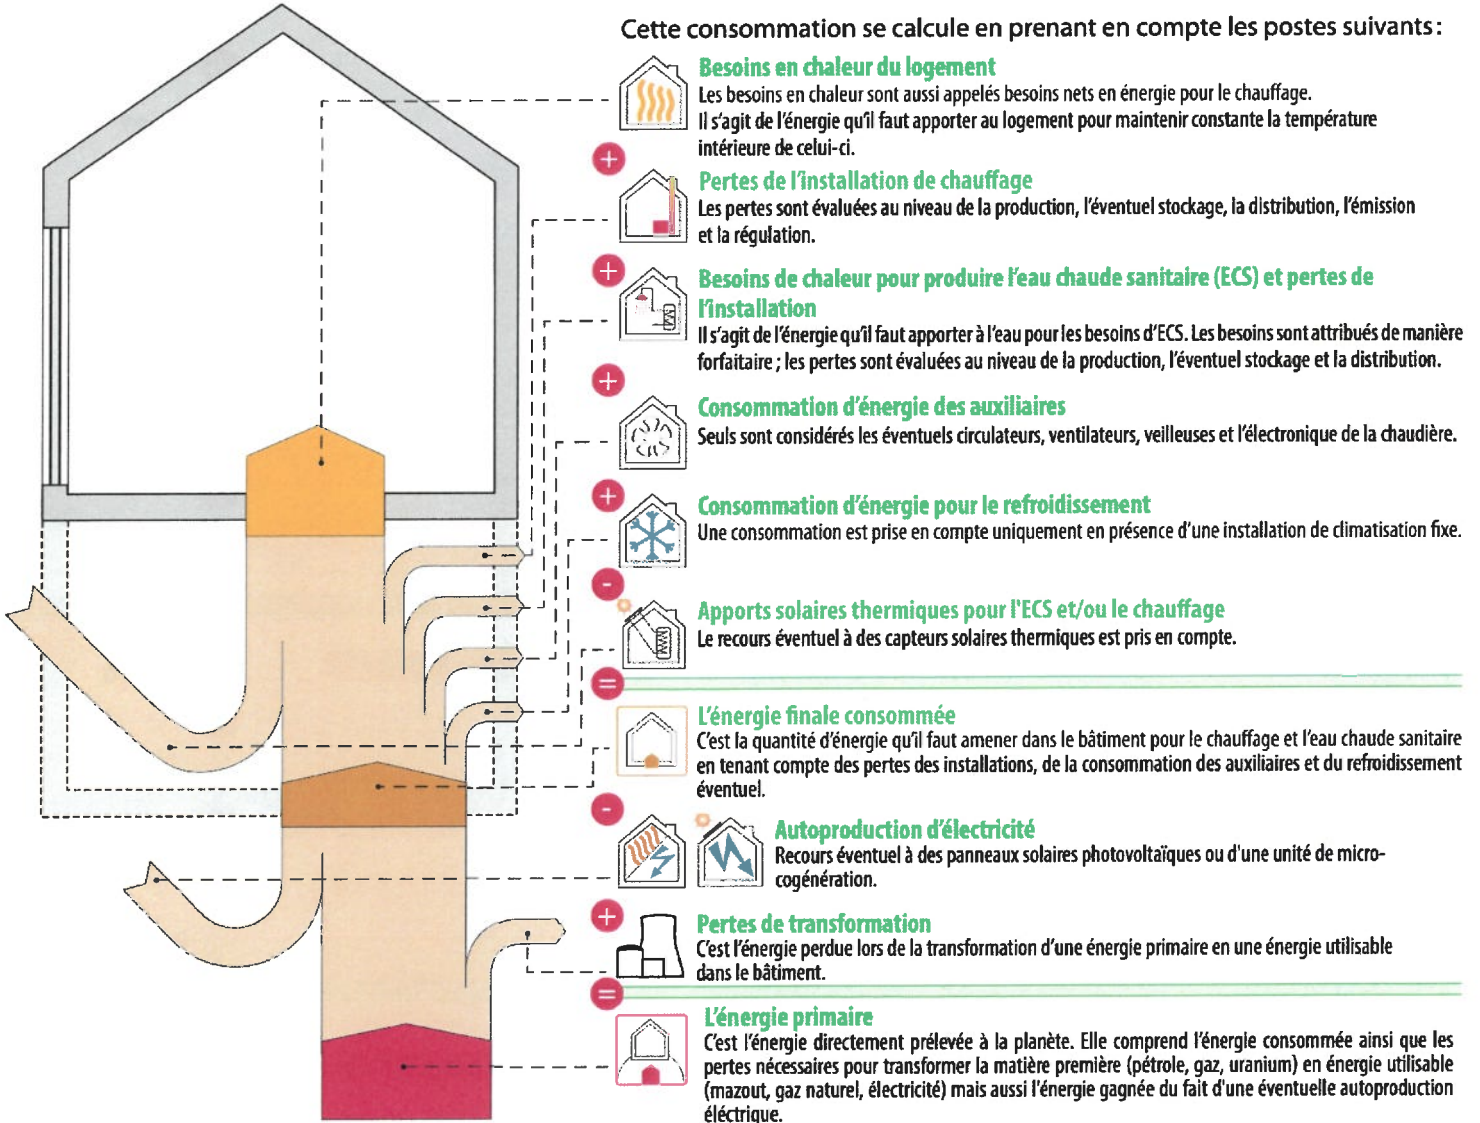 Cette consommation se calcule en prenant en compte les postes suivants :
Besoins en chaleur du logement
Les besoins en chaleur sont aussi appelés besoins nets en énergie pour le chauffage.
Il s'agit de l'énergie qu'il faut apporter au logement pour maintenir constante la température
intérieure de celui-ci.
+
Pertes de l'installation de chauffage
Les pertes sont évaluées au niveau de la production, l'éventuel stockage, la distribution, l'émission
et la régulation.
+
Besoins de chaleur pour produire l'eau chaude sanitaire (ECS) et pertes de
l'installation
Il s'agit de l'énergie qu'il faut apporter à l'eau pour les besoins d'ECS. Les besoins sont attribués de manière
forfaitaire ; les pertes sont évaluées au niveau de la production, l'éventuel stockage et la distribution.
+
Consommation d'énergie des auxiliaires
Seuls sont considérés les éventuels circulateurs, ventilateurs, veilleuses et l'électronique de la chaudière.
+
Consommation d'énergie pour le refroidissement
Une consommation est prise en compte uniquement en présence d'une installation de climatisation fixe.
-
Apports solaires thermiques pour l'ECS et/ou le chauffage
Le recours éventuel à des capteurs solaires thermiques est pris en compte.
=
L'énergie finale consommée
C'est la quantité d'énergie qu'il faut amener dans le bâtiment pour le chauffage et l'eau chaude sanitaire
en tenant compte des pertes des installations, de la consommation des auxiliaires et du refroidissement
éventuel.
-
Autoproduction d'électricité
Recours éventuel à des panneaux solaires photovoltaïques ou d'une unité de micro-
cogénération.
+
Pertes de transformation
C'est l'énergie perdue lors de la transformation d'une énergie primaire en une énergie utilisable
dans le bâtiment.
=
L'énergie primaire
C'est l'énergie directement prélevée à la planète. Elle comprend l'énergie consommée ainsi que les
pertes nécessaires pour transformer la matière première (pétrole, gaz, uranium) en énergie utilisable
(mazout, gaz naturel, électricité) mais aussi l'énergie gagnée du fait d'une éventuelle autoproduction
éléctrique.